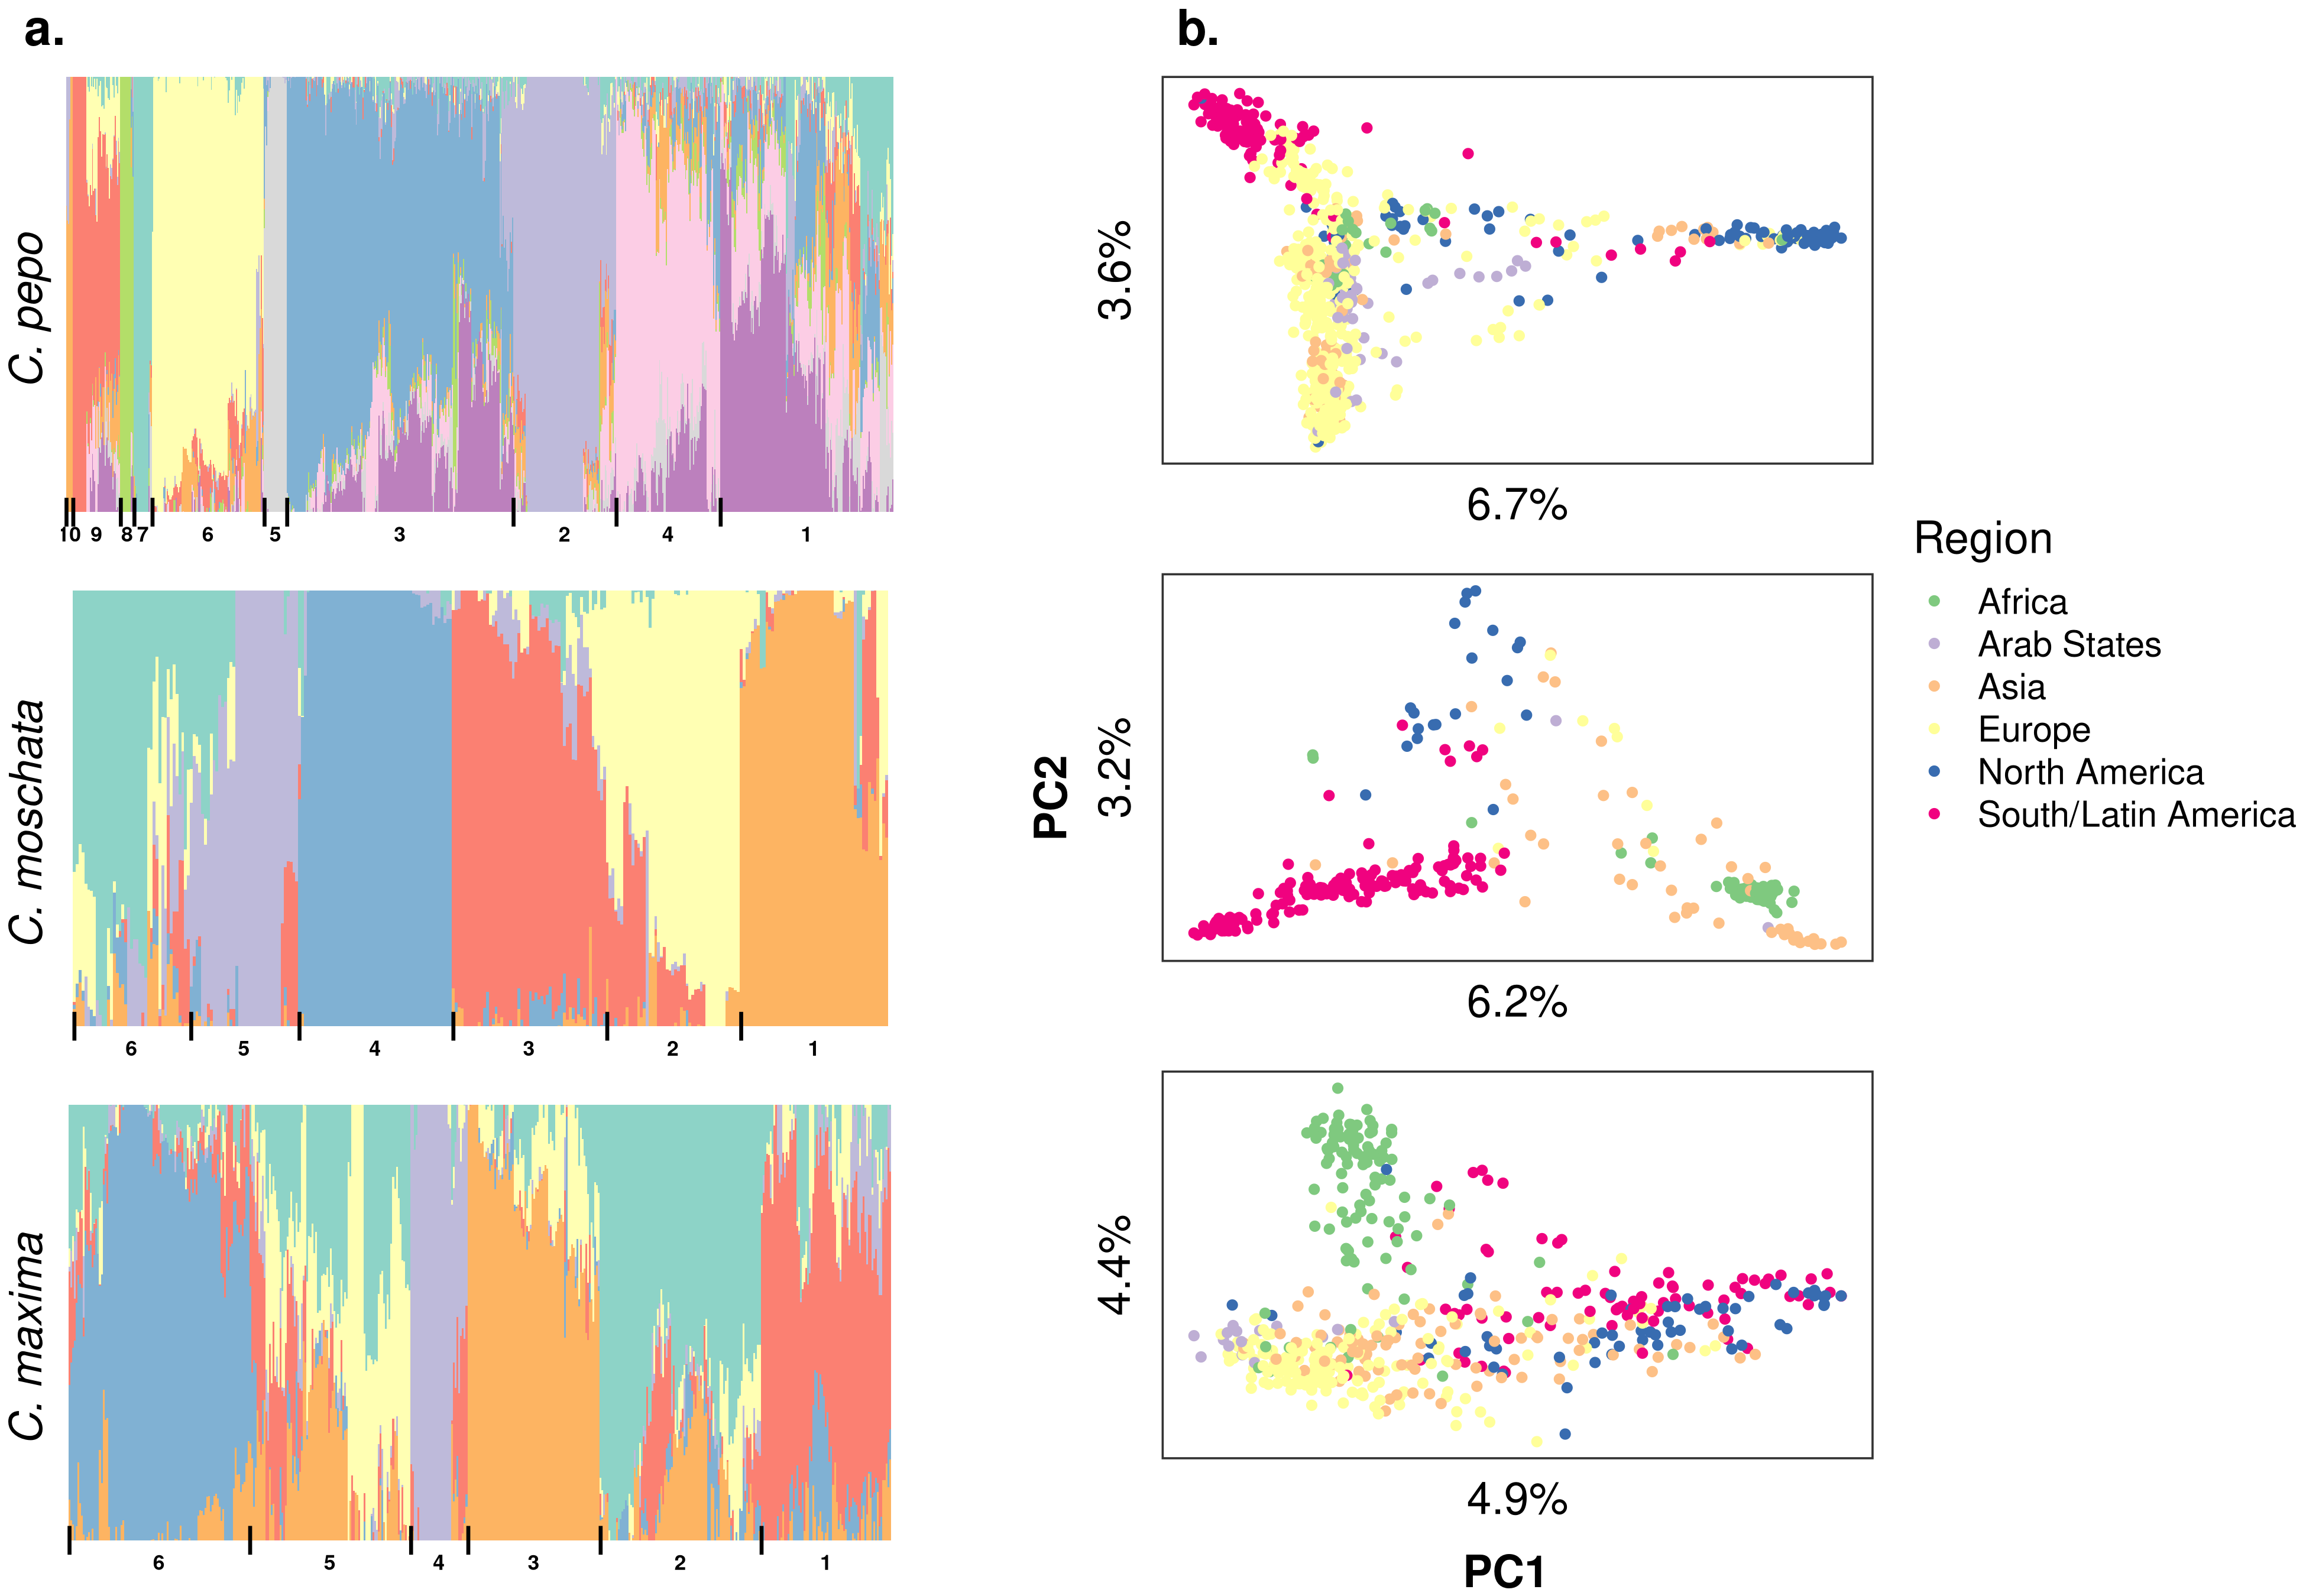 a.
C. pepo
10 9 8 7 6 5 3 2 4 1
C. moschata
6 5 4 3 2 1
C. maxima
6 5 4 3 2 1
b.
3.6%
6.7%
PC2
3.2%
6.2%
4.4%
4.9%
PC1
Region
Africa
Arab States
Asia
Europe
North America
South/Latin America